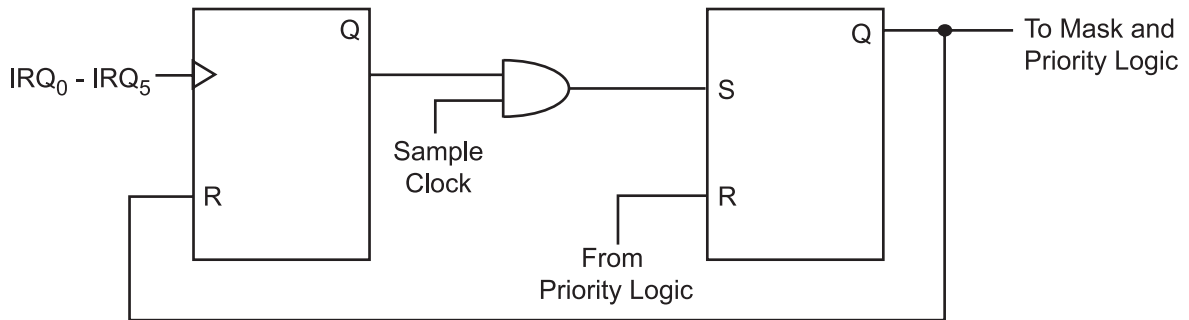 Q
IRQ₀ - IRQ₅
R
Sample
Clock
S
R
Q
From
Priority Logic
To Mask and
Priority Logic